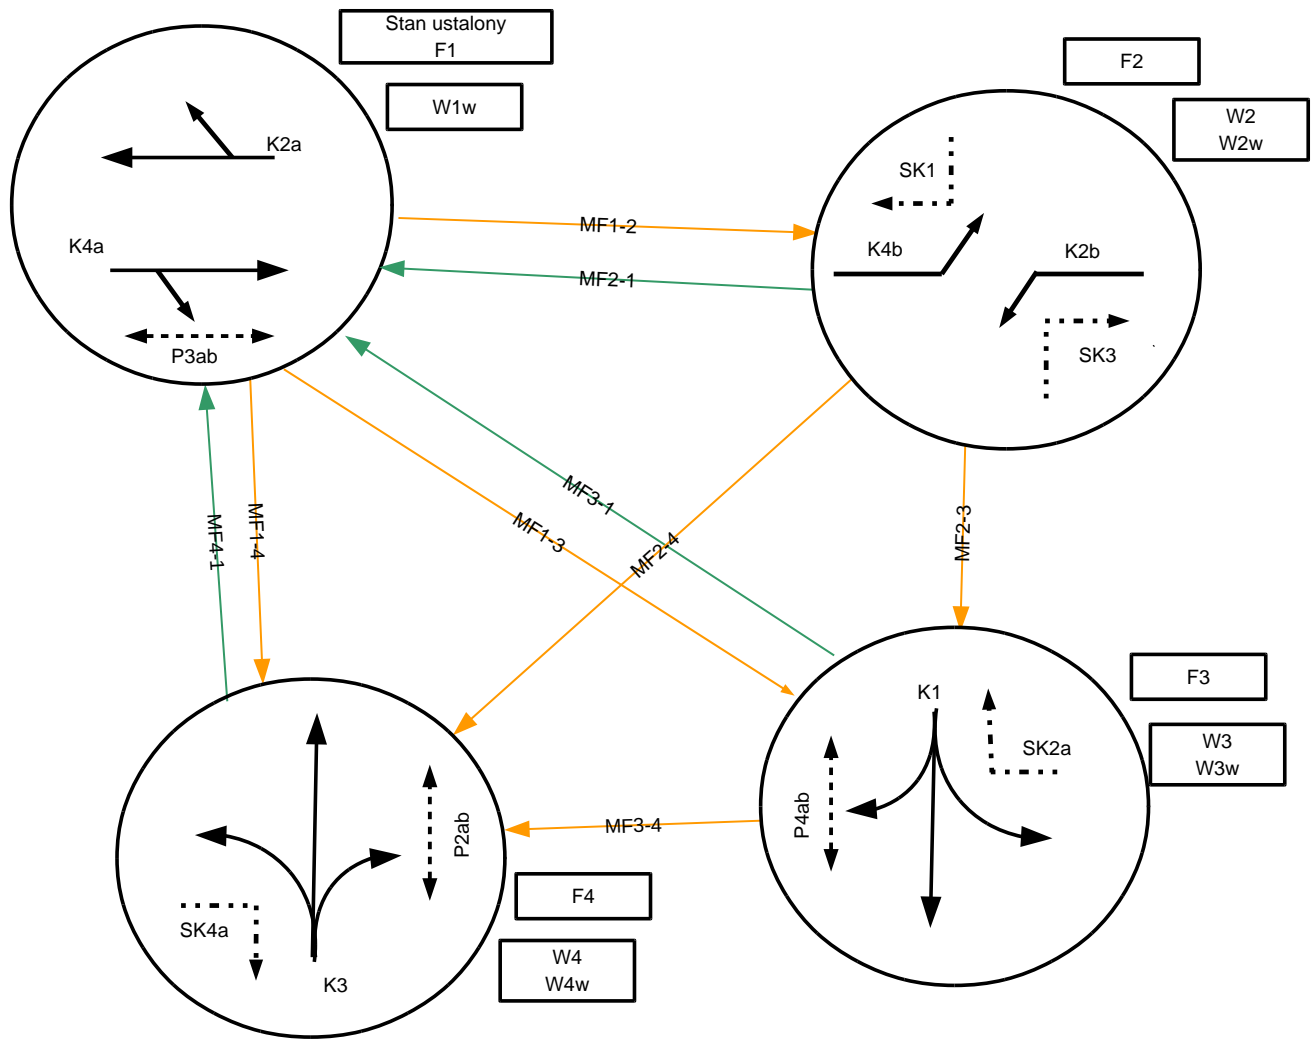 Stan ustalony
F1
W1w
K2a
K4a
P3ab
F2
W2
W2w
SK1
K4b
K2b
SK3
MF1-2
MF2-1
MF3-1
MF1-3
MF2-4
MF2-3
MF4-1
MF1-4
F3
W3
W3w
K1
SK2a
P4ab
MF3-4
P2ab
SK4a
K3
F4
W4
W4w